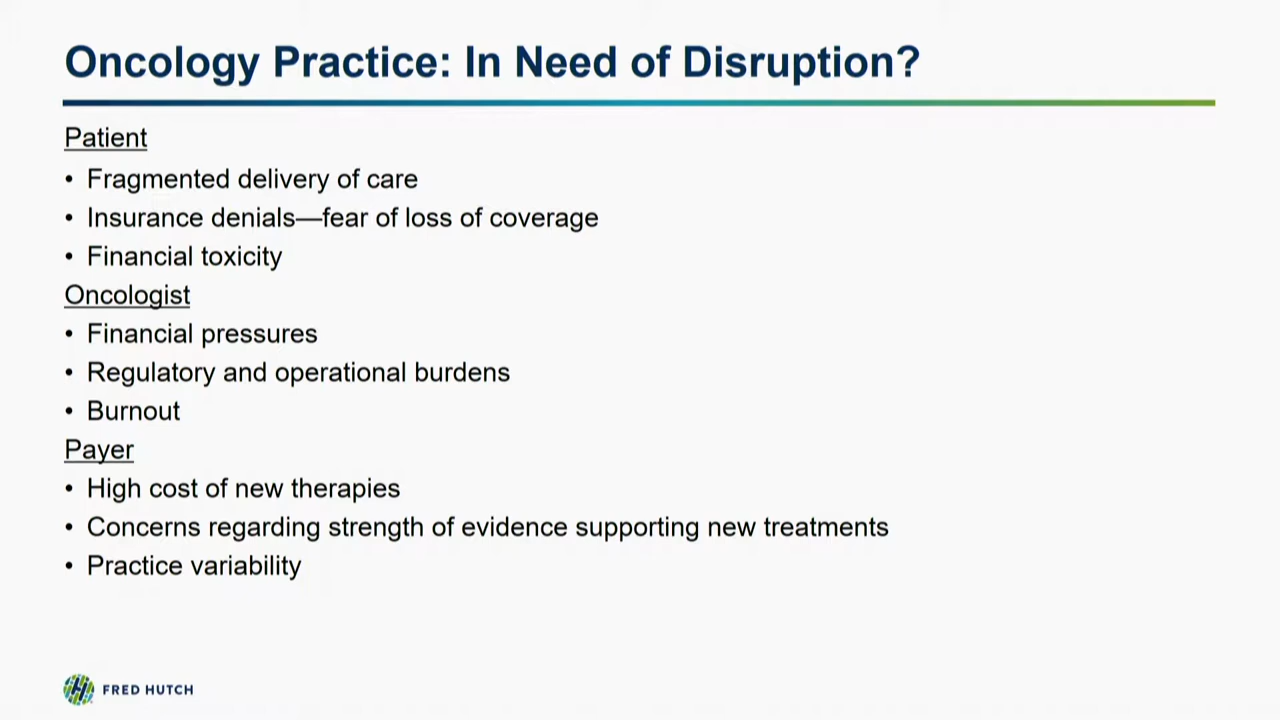 Oncology Practice: In Need of Disruption?
Patient
• Fragmented delivery of care
• Insurance denials—fear of loss of coverage
• Financial toxicity
Oncologist
• Financial pressures
• Regulatory and operational burdens
• Burnout
Payer
• High cost of new therapies
• Concerns regarding strength of evidence supporting new treatments
• Practice variability
FRED HUTCH